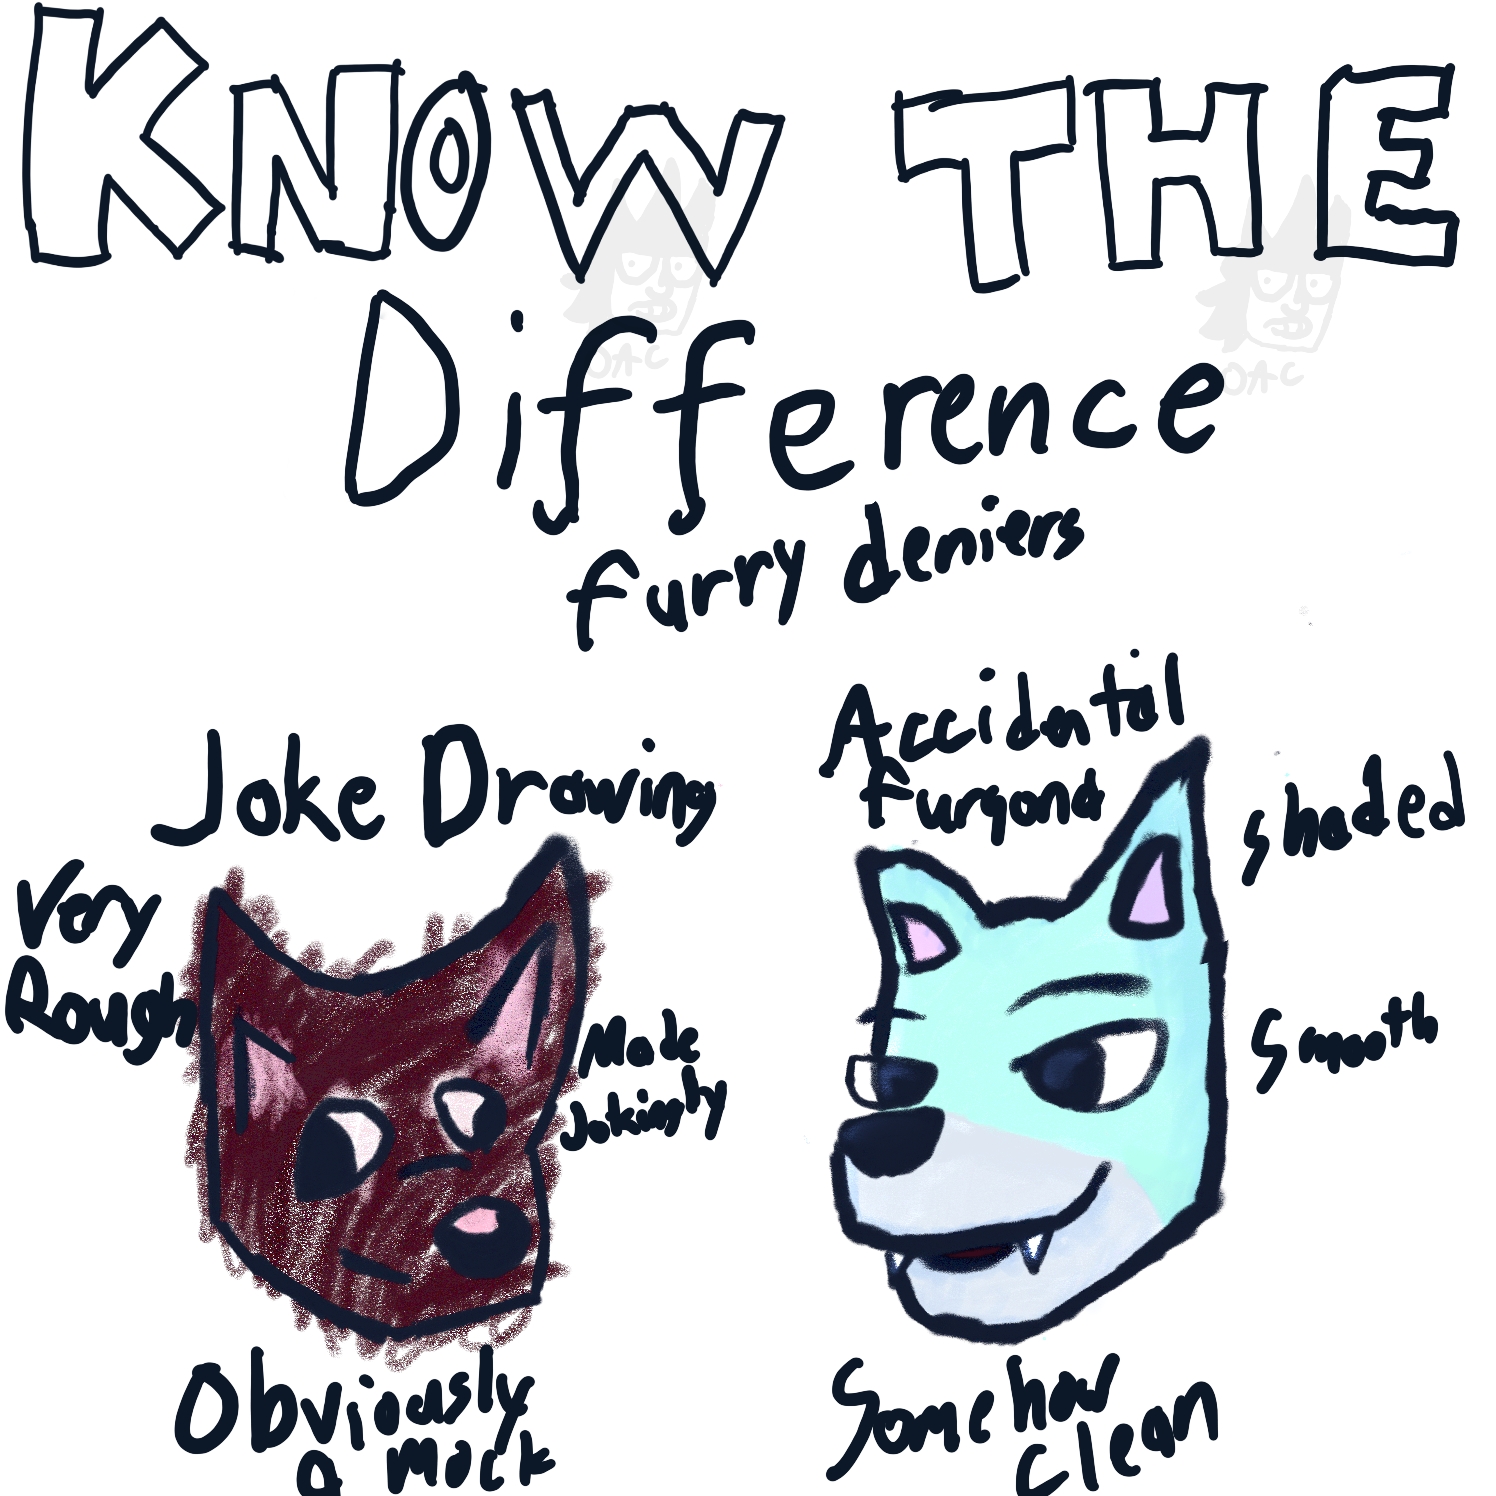 KNOW THE
Difference
furry deniers
Joke Drawing
Very
Rough
Made
Jokingly
Obviously
a mock
Accidental
furgona
shaded
Smooth
Somehow
clean
OAC
OAC